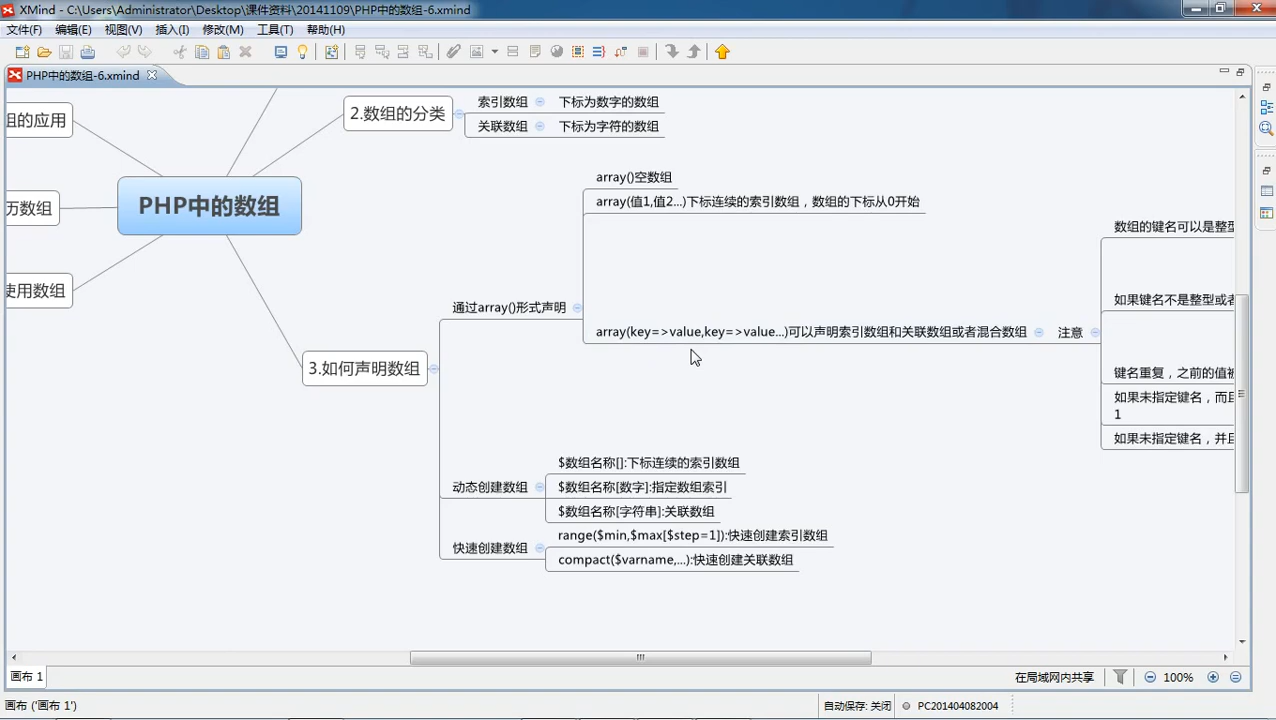 XMind - C:\Users\Administrator\Desktop\课件资料\20141109\PHP中的数组-6.xmind
文件(F) 编辑(E) 视图(V) 插入(I) 修改(M) 工具(T) 帮助(H)
PHP中的数组-6.xmind
组的应用
2.数组的分类
索引数组 下标为数字的数组
关联数组 下标为字符的数组
PHP中的数组
历数组
使用数组
3.如何声明数组
通过array()形式声明
array()空数组
array(值1,值2...)下标连续的索引数组，数组的下标从0开始
array(key=>value,key=>value...)可以声明索引数组和关联数组或者混合数组
注意
数组的键名可以是整型
如果键名不是整型或者
键名重复，之前的值被
如果未指定键名，而且
1
如果未指定键名，并且
动态创建数组
$数组名称[]:下标连续的索引数组
$数组名称[数字]:指定数组索引
$数组名称[字符串]:关联数组
快速创建数组
range($min,$max[$step=1]):快速创建索引数组
compact($varname,...):快速创建关联数组
画布 1
在局域网内共享
100%
画布 ('画布 1')
自动保存: 关闭
PC201404082004